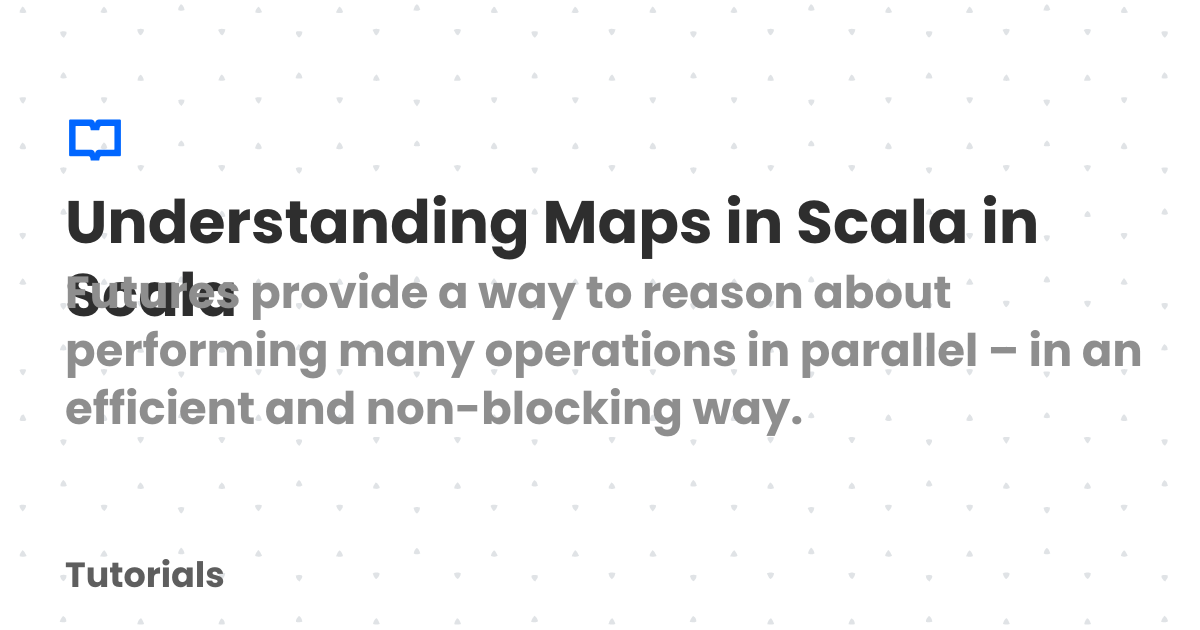 Understanding Maps in Scala in
Scala
Futures provide a way to reason about
performing many operations in parallel – in an
efficient and non-blocking way.
Tutorials